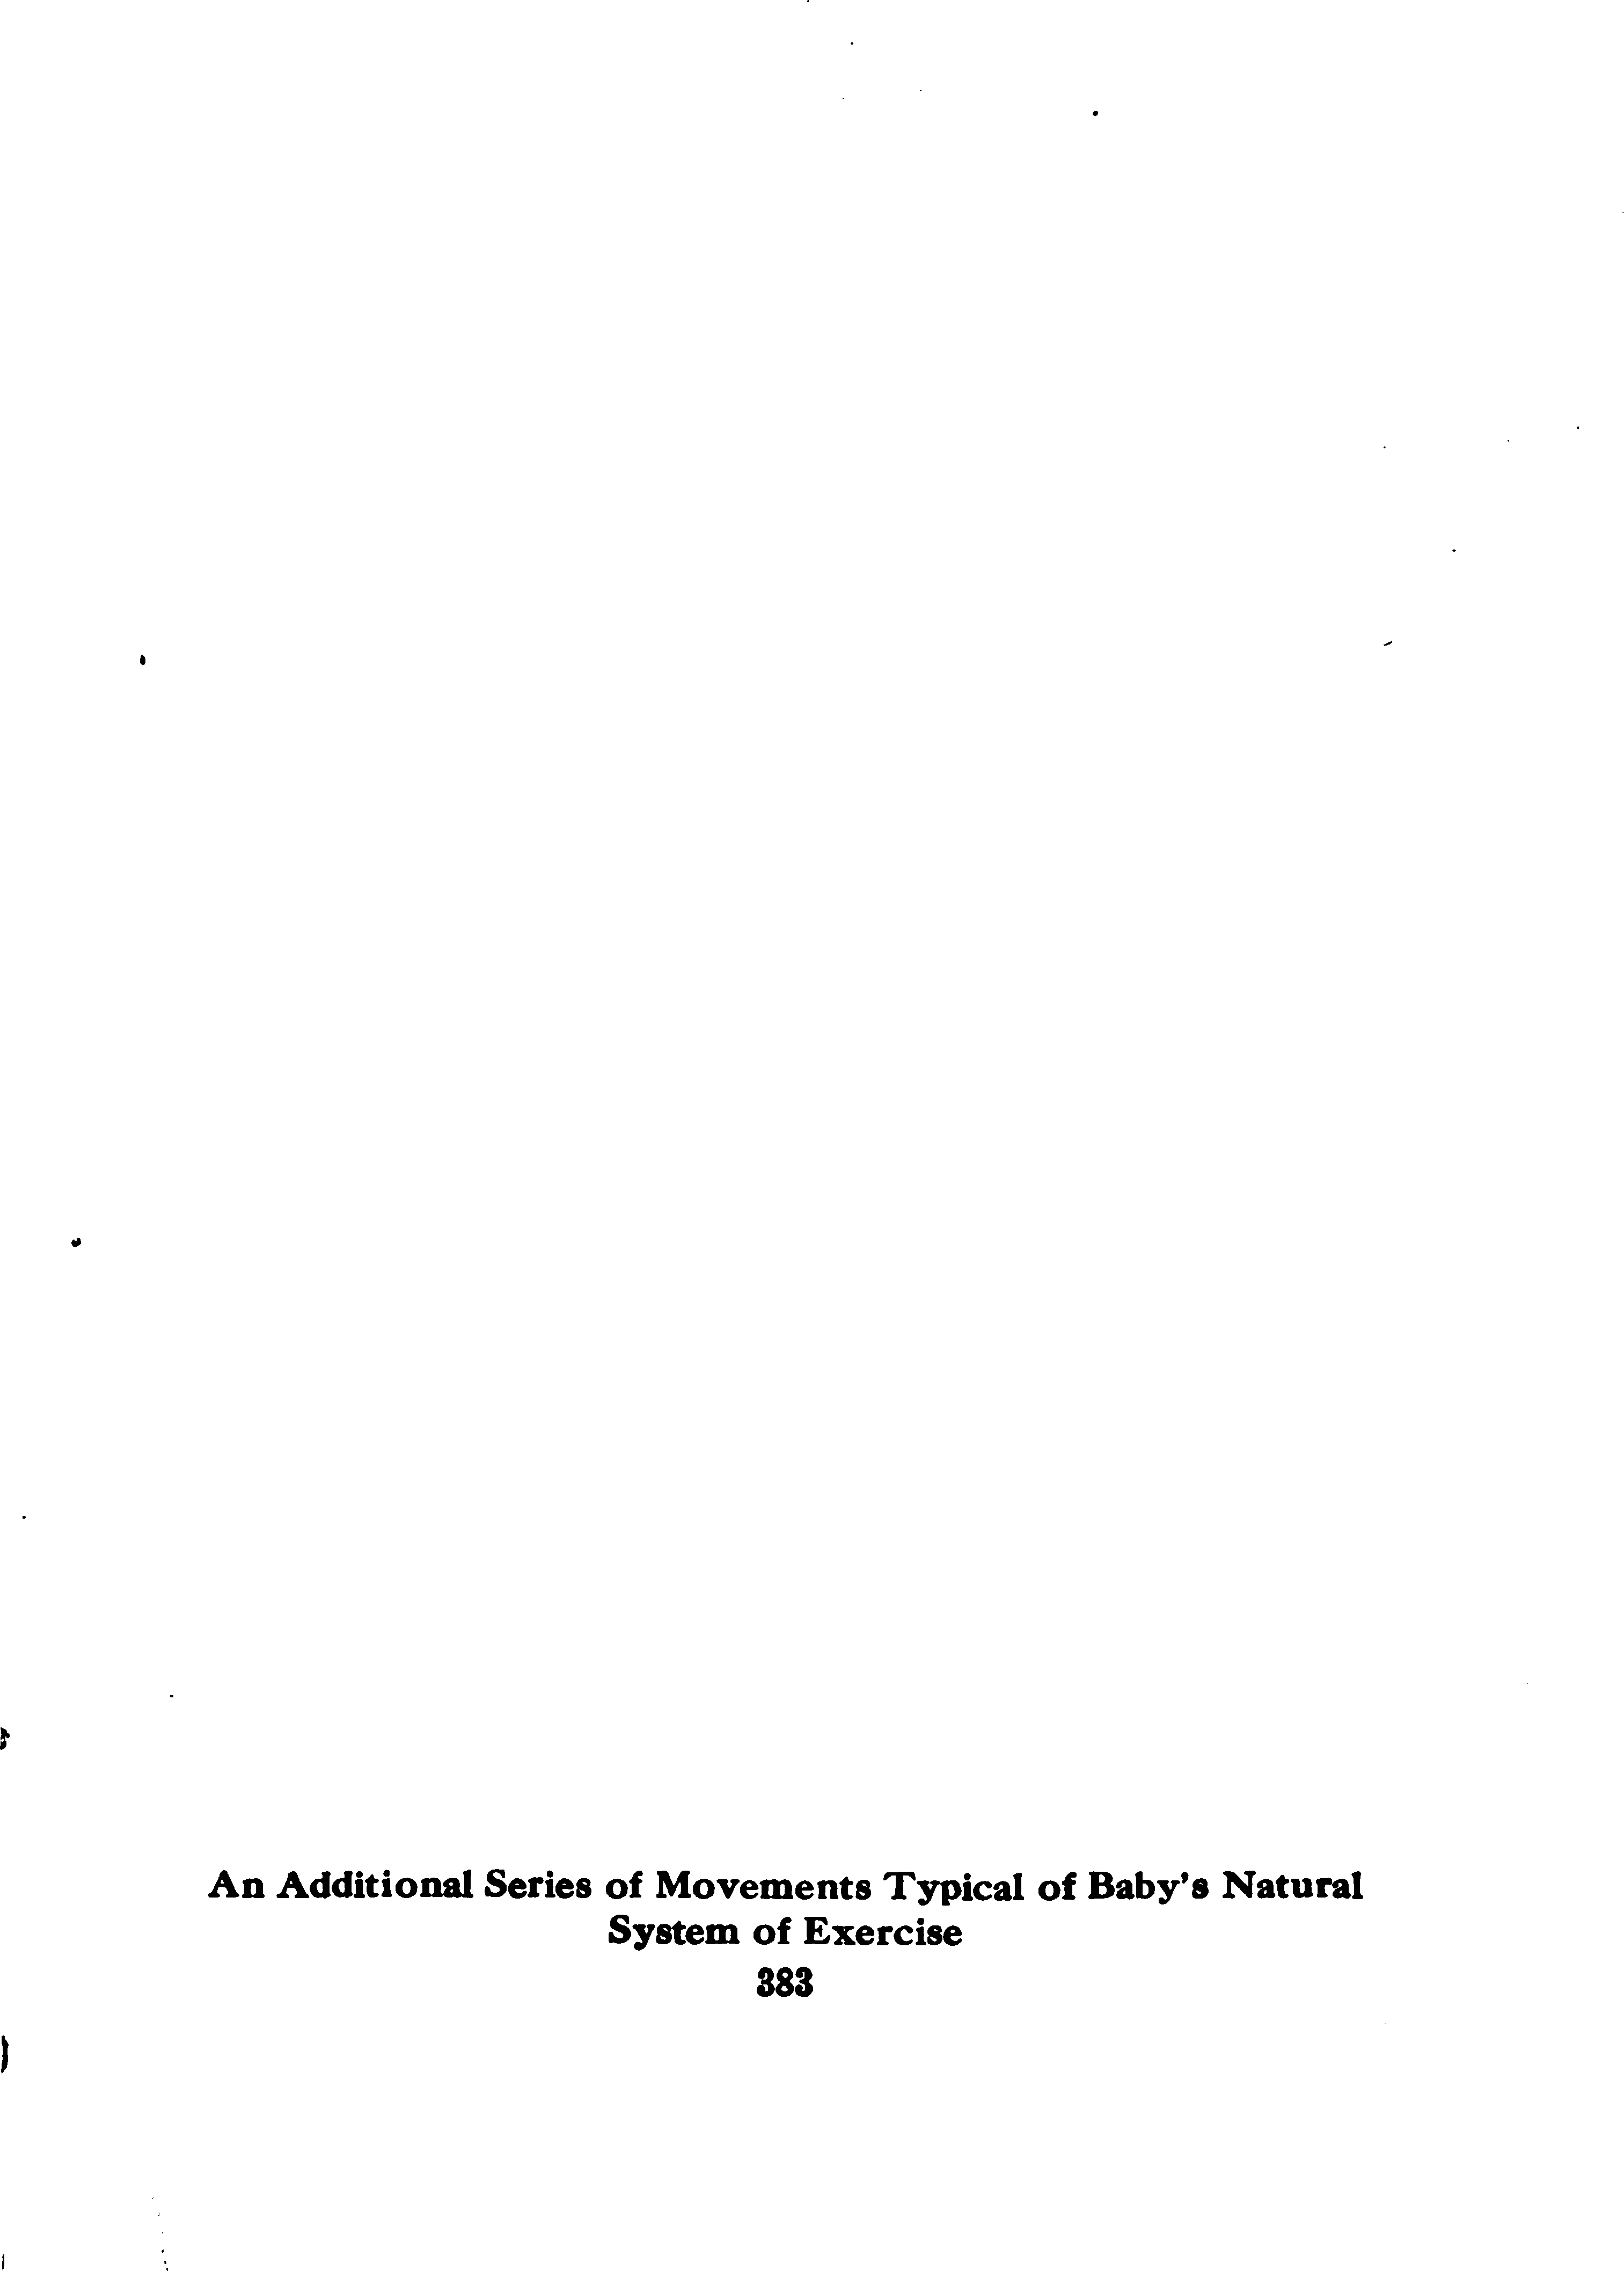 An Additional Series of Movements Typical of Baby's Natural
System of Exercise
383